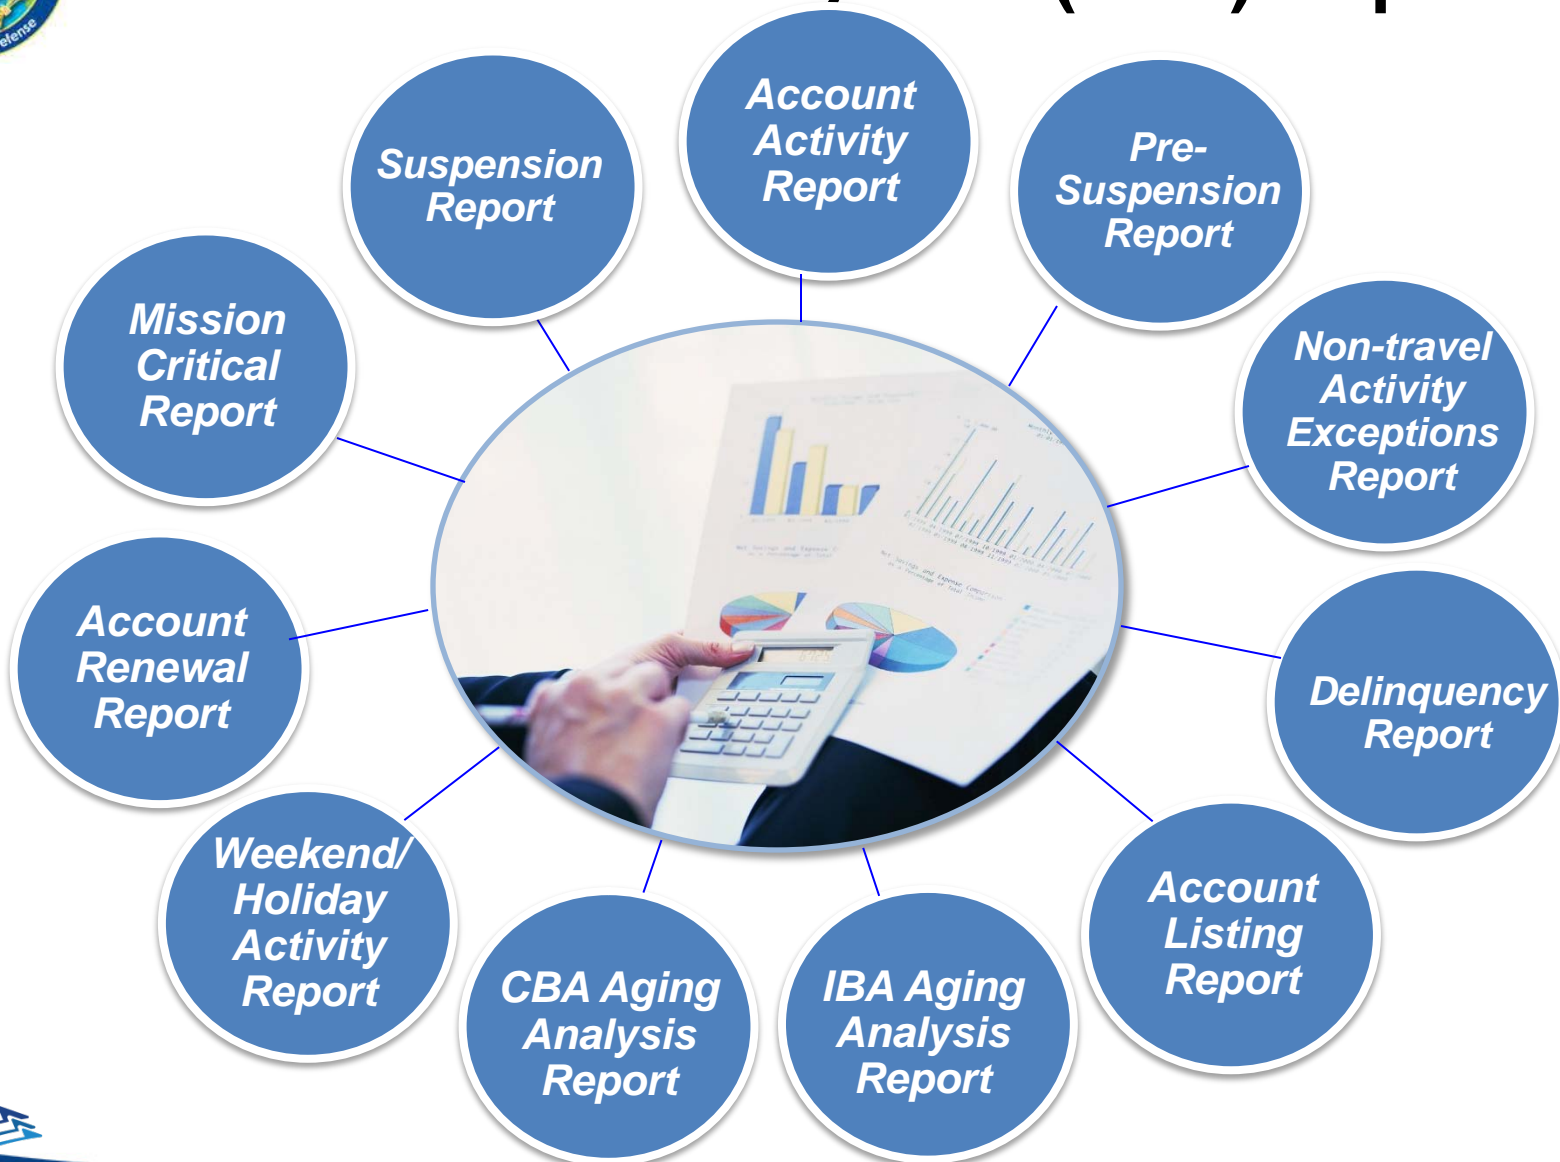 efense
Account
Activity
Report
Pre-
Suspension
Report
Non-travel
Activity
Exceptions
Report
Delinquency
Report
Account
Listing
Report
IBA Aging
Analysis
Report
CBA Aging
Analysis
Report
Weekend/
Holiday
Activity
Report
Account
Renewal
Report
Mission
Critical
Report
Suspension
Report